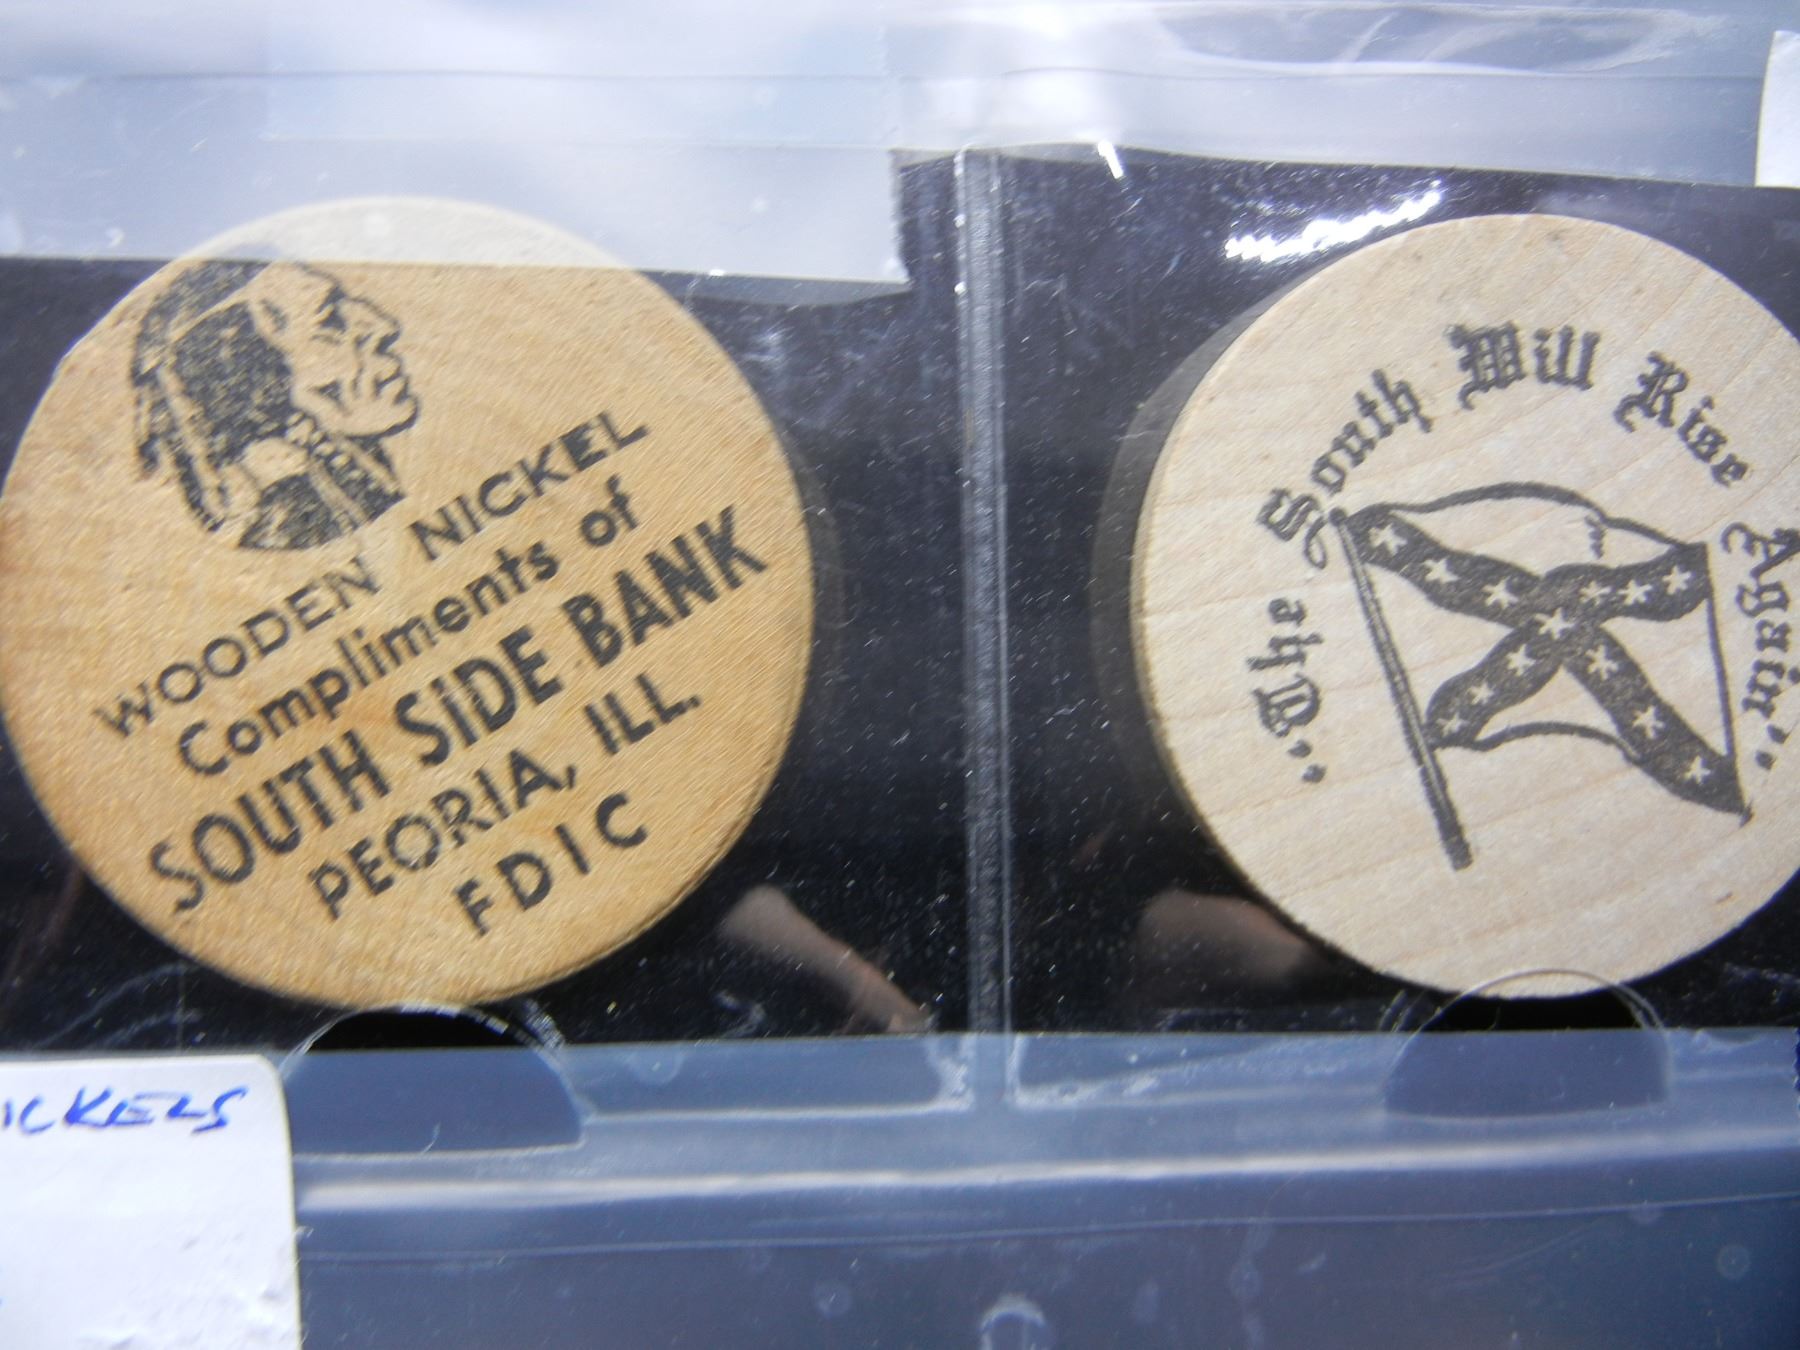 WOODEN NICKEL
Compliments of
SOUTH SIDE BANK
PEORIA, ILL.
FDIC
"The South Will Rise Again".
ICKELS